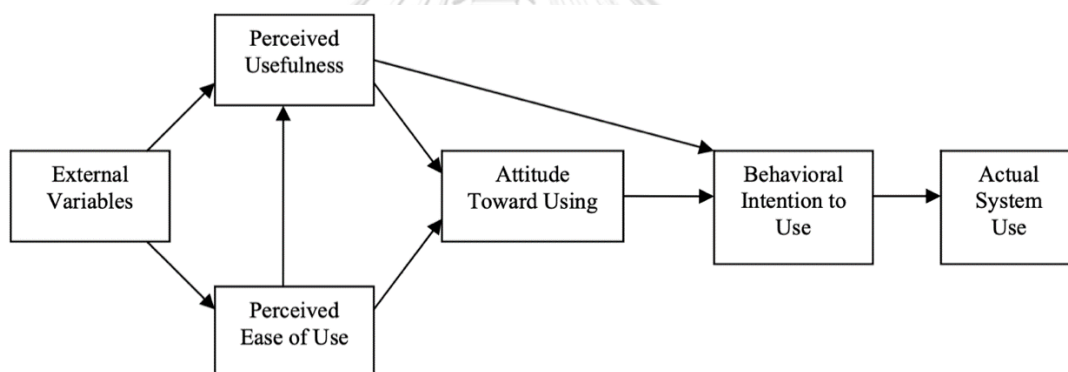 Perceived
Usefulness
External
Variables
Attitude
Toward Using
Behavioral
Intention to
Use
Actual
System
Use
Perceived
Ease of Use